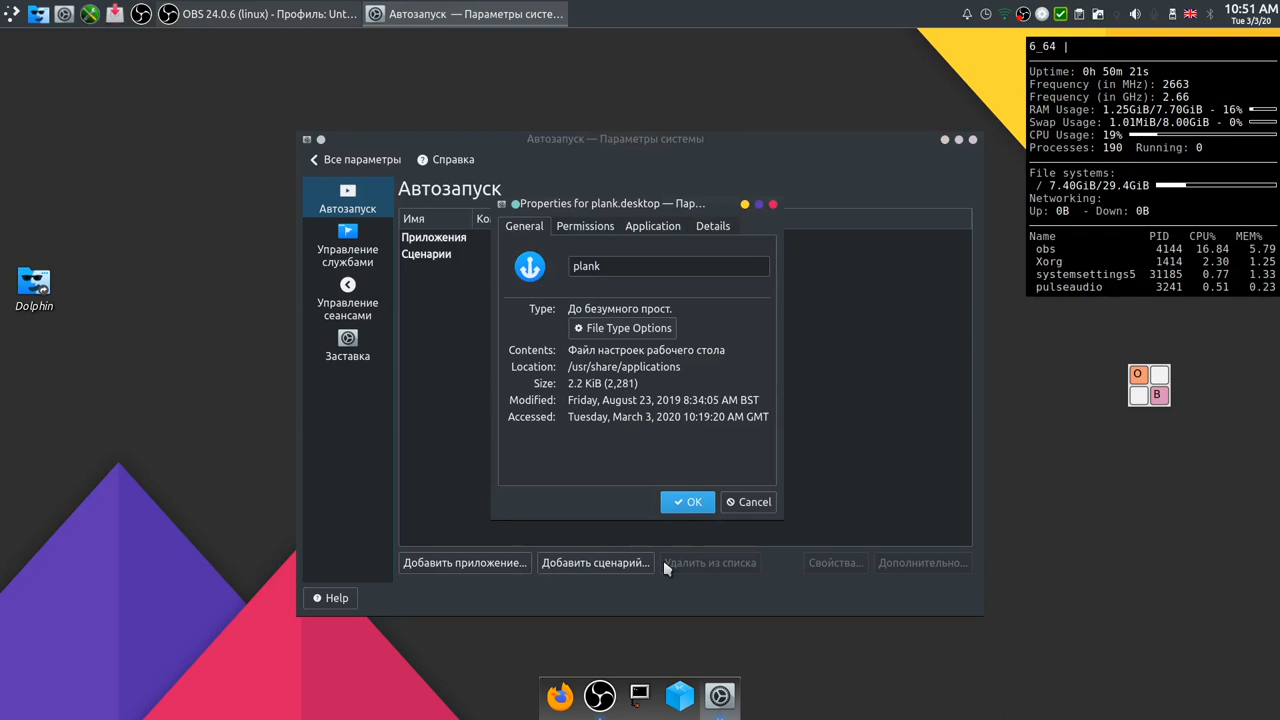 OBS 24.0.6 (linux) - Профиль: Unt...
Автозапуск — Параметры систе...
10:51 AM
Tue 3/3/20
6_64 |
Uptime: 0h 50m 21s
Frequency (in MHz): 2663
Frequency (in GHz): 2.66
RAM Usage: 1.25GiB/7.70GiB - 16%
Swap Usage: 1.01MiB/8.00GiB - 0%
CPU Usage: 19%
Processes: 190 Running: 0
File systems:
/ 7.40GiB/29.4GiB
Networking:
Up: 0B - Down: 0B
Name PID CPU% MEM%
obs 4144 16.84 5.79
Xorg 1414 2.30 1.25
systemsettings5 31185 0.77 1.33
pulseaudio 3241 0.51 0.23
Dolphin
O
B
Автозапуск — Параметры системы
Все параметры
Справка
Автозапуск
Управление
службами
Управление
сеансами
Заставка
Автозапуск
Имя
Ко
Приложения
Сценарии
Properties for plank.desktop — Пар...
General Permissions Application Details
plank
Type: До безумного прост.
File Type Options
Contents: Файл настроек рабочего стола
Location: /usr/share/applications
Size: 2.2 KiB (2,281)
Modified: Friday, August 23, 2019 8:34:05 AM BST
Accessed: Tuesday, March 3, 2020 10:19:20 AM GMT
OK Cancel
Добавить приложение... Добавить сценарий... Удалить из списка Свойства... Дополнительно...
Help